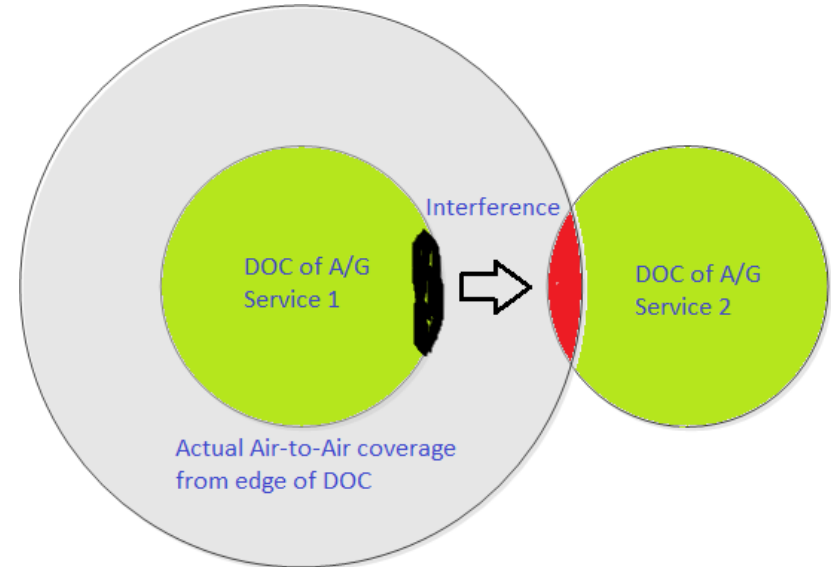 Interference
DOC of A/G
Service 1
DOC of A/G
Service 2
Actual Air-to-Air coverage
from edge of DOC